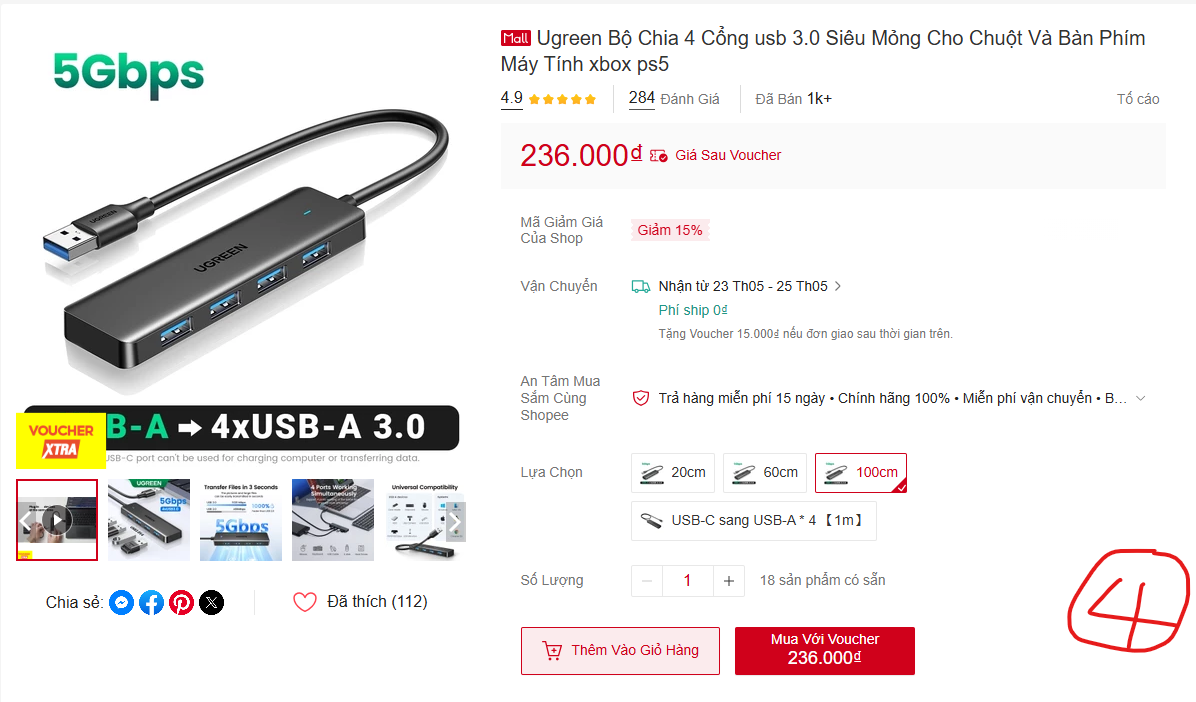 5Gbps
UGREEN
UGREEN
B-A ➡ 4xUSB-A 3.0
USB-C port can't be used for charging computer or transferring data.
VOUCHER
XTRA
UGREEN
5Gbps
Transfer Files in 3 Seconds
5Gbps
4 Ports Working
Simultaneously
Universal Compatibility
Chia sẻ:
Đã thích (112)
Mall Ugreen Bộ Chia 4 Cổng usb 3.0 Siêu Mỏng Cho Chuột Và Bàn Phím
Máy Tính xbox ps5
4.9 284 Đánh Giá Đã Bán 1k+ Tố cáo
236.000₫ Giá Sau Voucher
Mã Giảm Giá
Của Shop
Giảm 15%
Vận Chuyển Nhận từ 23 Th05 - 25 Th05
Phí ship 0₫
Tặng Voucher 15.000₫ nếu đơn giao sau thời gian trên.
An Tâm Mua
Sắm Cùng
Shopee
Trả hàng miễn phí 15 ngày • Chính hãng 100% • Miễn phí vận chuyển • B...
Lựa Chọn 20cm 60cm 100cm
USB-C sang USB-A * 4 【1m】
Số Lượng − 1 + 18 sản phẩm có sẵn
Thêm Vào Giỏ Hàng
Mua Với Voucher
236.000₫
4